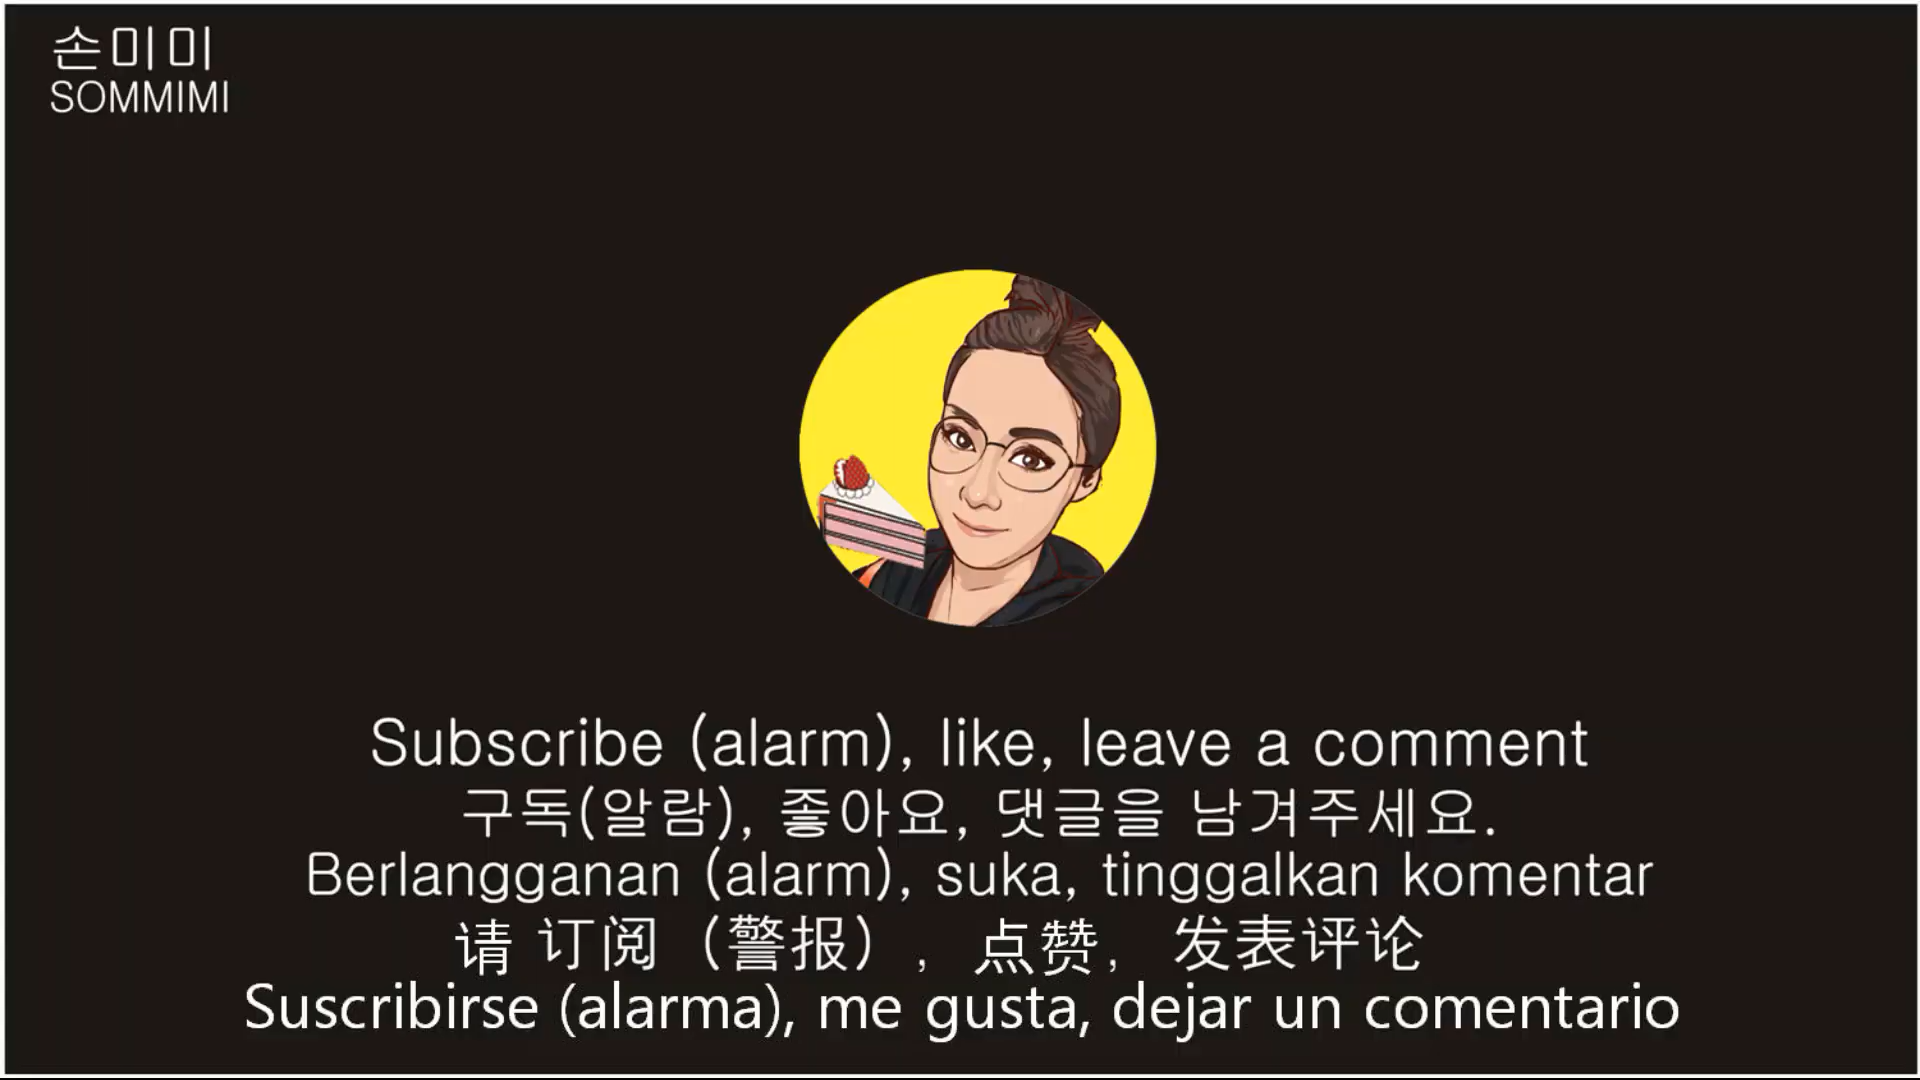 손미미
SOMMIMI
Subscribe (alarm), like, leave a comment
구독(알람), 좋아요, 댓글을 남겨주세요.
Berlangganan (alarm), suka, tinggalkan komentar
请 订阅（警报）, 点赞, 发表评论
Suscribirse (alarma), me gusta, dejar un comentario